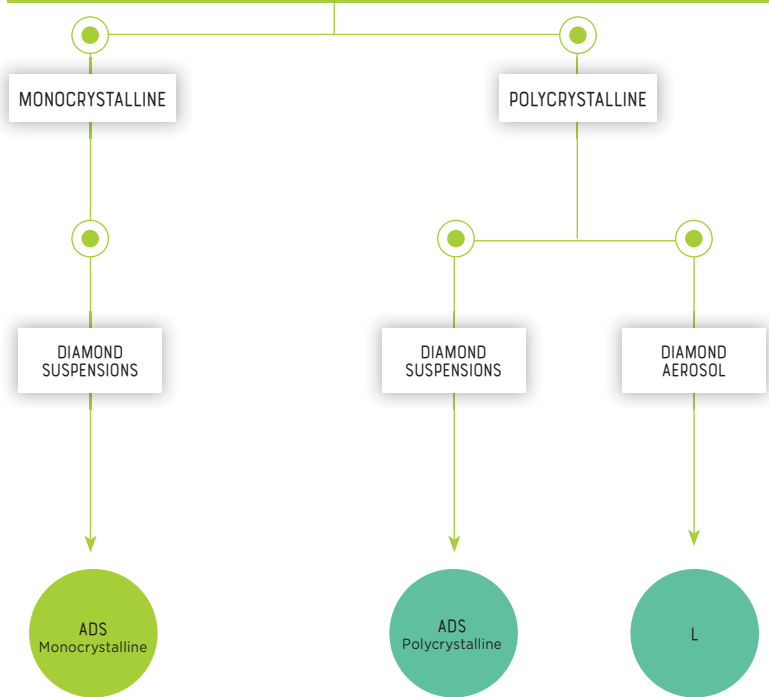 MONOCRYSTALLINE
POLYCRYSTALLINE
DIAMOND
SUSPENSIONS
DIAMOND
SUSPENSIONS
DIAMOND
AEROSOL
ADS
Monocrystalline
ADS
Polycrystalline
L